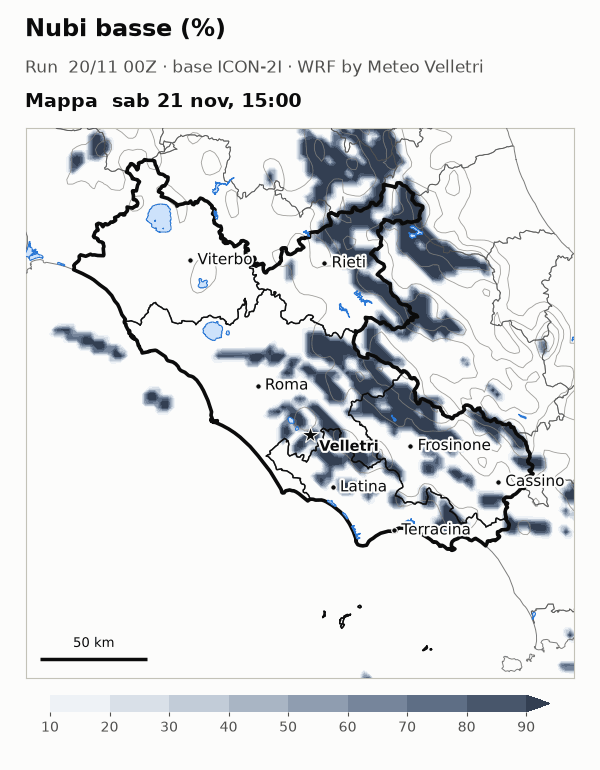 Nubi basse (%)
Run  20/11 00Z · base ICON-2I · WRF by Meteo Velletri
Mappa  sab 21 nov, 15:00
Viterbo
Rieti
Roma
Velletri
Frosinone
Cassino
Latina
Terracina
50 km
10 20 30 40 50 60 70 80 90